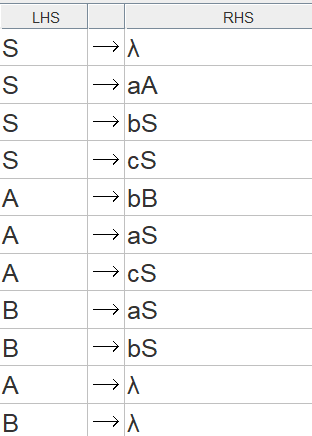 LHS RHS
S → λ
S → aA
S → bS
S → cS
A → bB
A → aS
A → cS
B → aS
B → bS
A → λ
B → λ